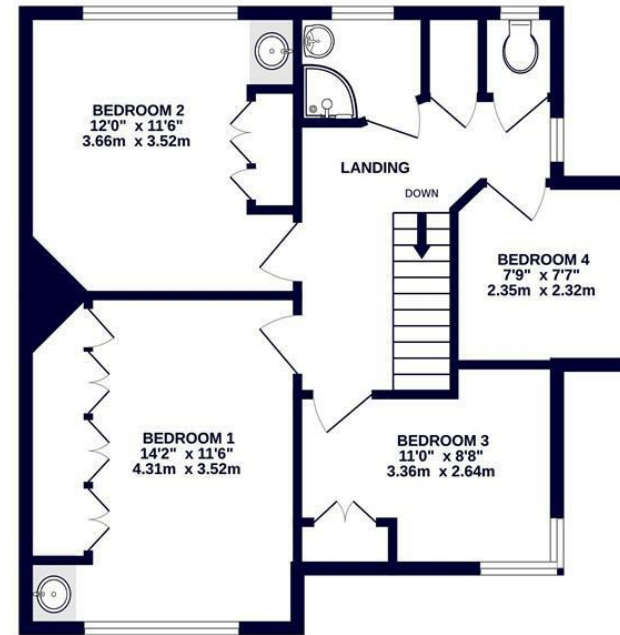 BEDROOM 2
12'0" x 11'6"
3.66m x 3.52m
LANDING
DOWN
BEDROOM 4
7'9" x 7'7"
2.35m x 2.32m
BEDROOM 1
14'2" x 11'6"
4.31m x 3.52m
BEDROOM 3
11'0" x 8'8"
3.36m x 2.64m